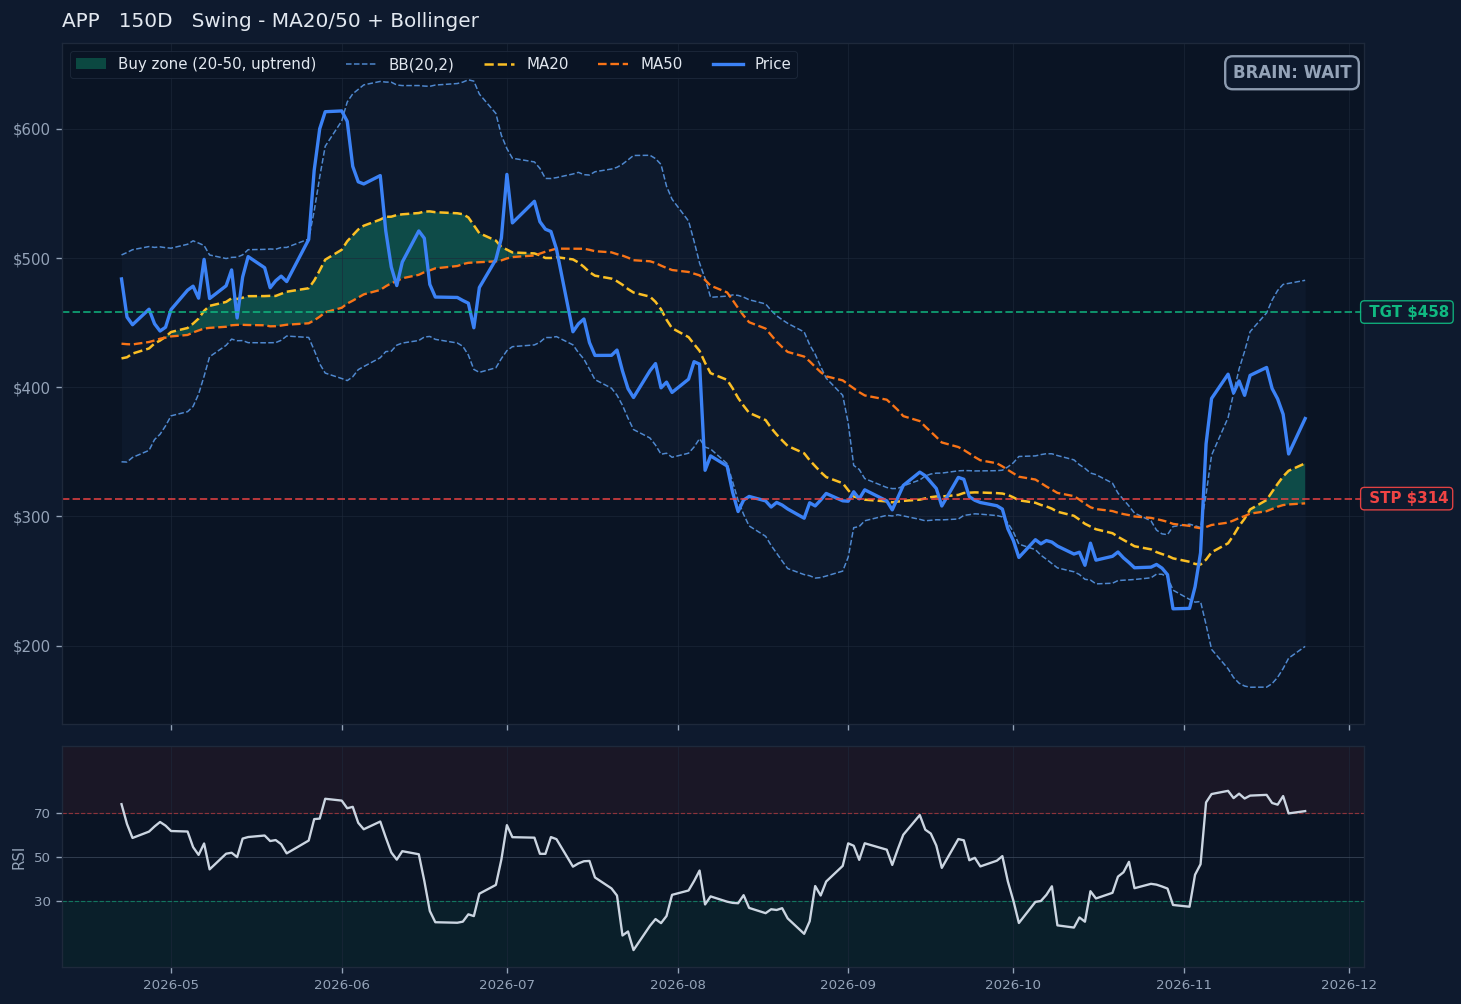 APP 150D Swing - MA20/50 + Bollinger
Buy zone (20-50, uptrend) BB(20,2) MA20 MA50 Price
BRAIN: WAIT
$600
$500
$400
$300
$200
TGT $458
STP $314
RSI
70
50
30
2026-05 2026-06 2026-07 2026-08 2026-09 2026-10 2026-11 2026-12